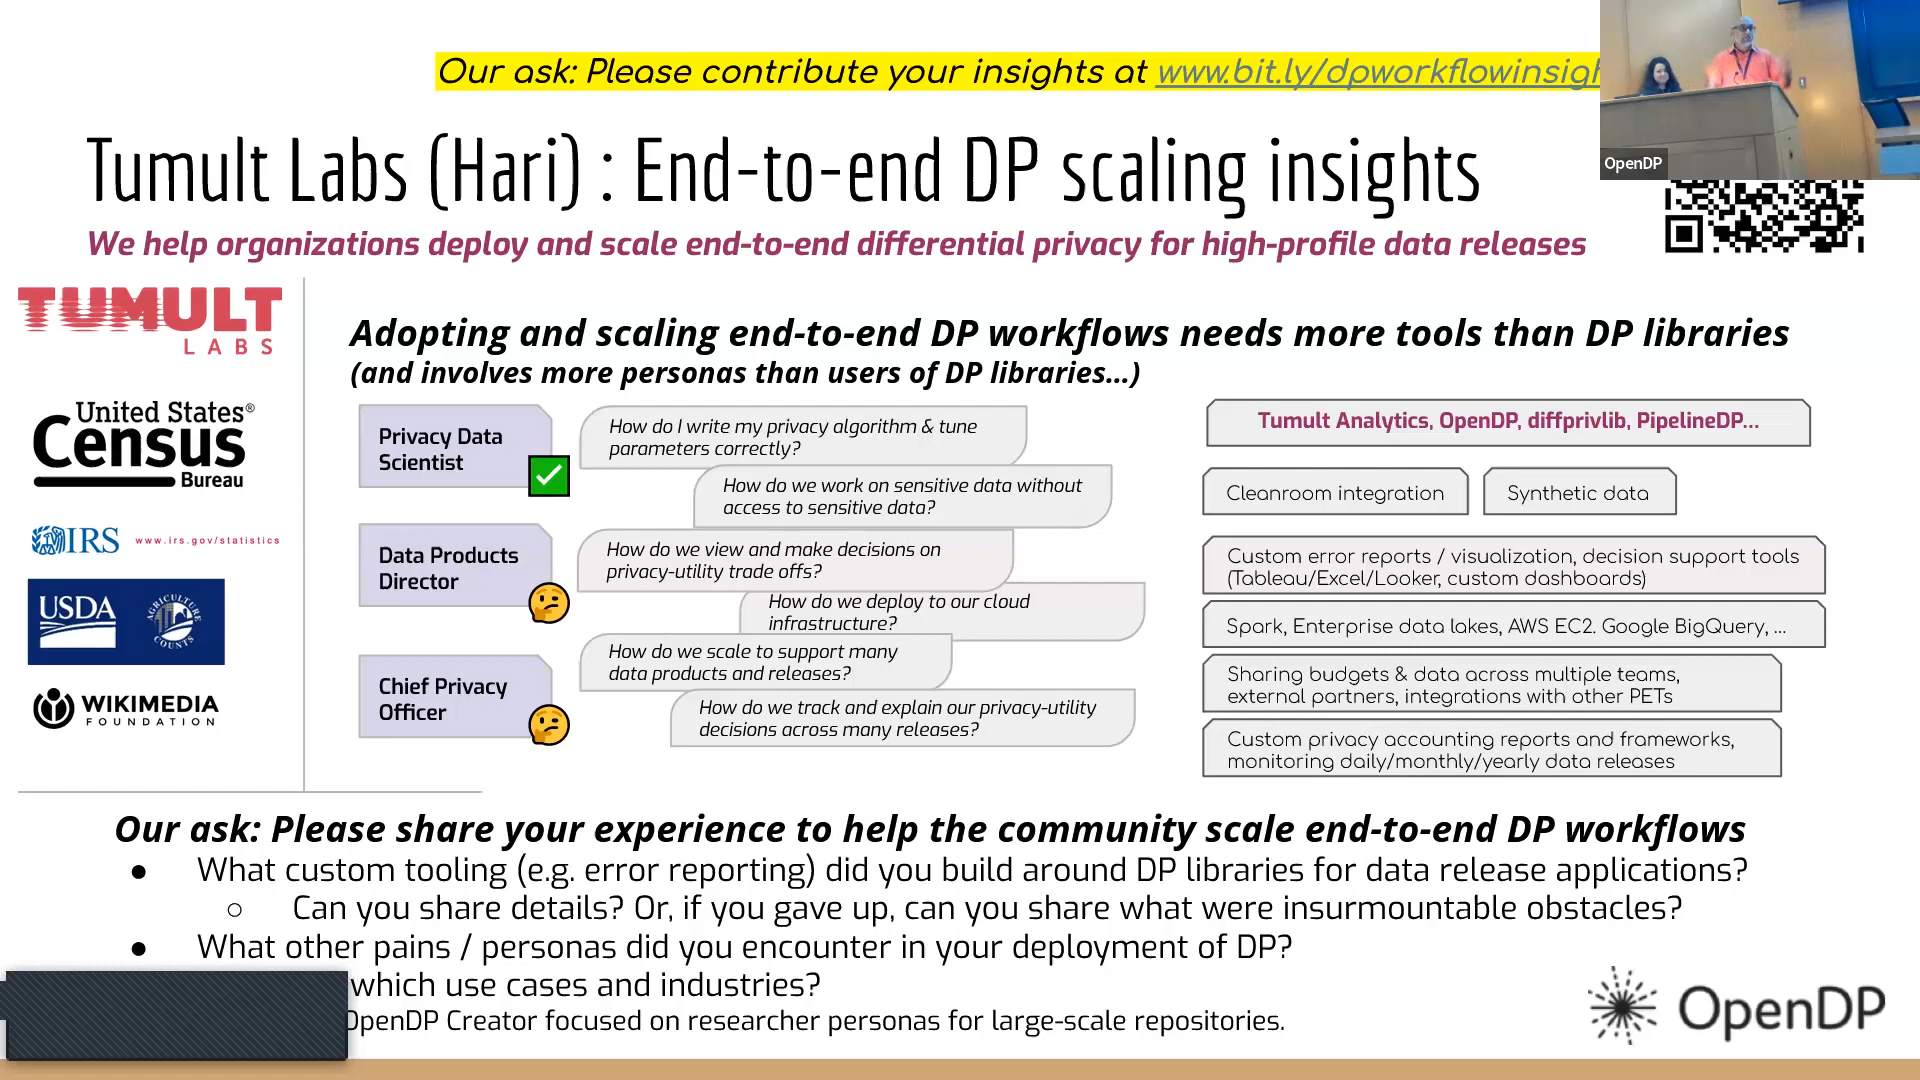 Our ask: Please contribute your insights at www.bit.ly/dpworkflowinsigh
OpenDP
Tumult Labs (Hari) : End-to-end DP scaling insights
We help organizations deploy and scale end-to-end differential privacy for high-profile data releases
TUMULT
LABS
United States®
Census
Bureau
IRS
www.irs.gov/statistics
USDA
AGRICULTURE
COUNTS
WIKIMEDIA
FOUNDATION
Adopting and scaling end-to-end DP workflows needs more tools than DP libraries
(and involves more personas than users of DP libraries...)
Privacy Data
Scientist
How do I write my privacy algorithm & tune
parameters correctly?
How do we work on sensitive data without
access to sensitive data?
Data Products
Director
How do we view and make decisions on
privacy-utility trade offs?
How do we deploy to our cloud
infrastructure?
Chief Privacy
Officer
How do we scale to support many
data products and releases?
How do we track and explain our privacy-utility
decisions across many releases?
Tumult Analytics, OpenDP, diffprivlib, PipelineDP...
Cleanroom integration
Synthetic data
Custom error reports / visualization, decision support tools
(Tableau/Excel/Looker, custom dashboards)
Spark, Enterprise data lakes, AWS EC2. Google BigQuery, ...
Sharing budgets & data across multiple teams,
external partners, integrations with other PETs
Custom privacy accounting reports and frameworks,
monitoring daily/monthly/yearly data releases
Our ask: Please share your experience to help the community scale end-to-end DP workflows
● What custom tooling (e.g. error reporting) did you build around DP libraries for data release applications?
○ Can you share details? Or, if you gave up, can you share what were insurmountable obstacles?
● What other pains / personas did you encounter in your deployment of DP?
which use cases and industries?
OpenDP Creator focused on researcher personas for large-scale repositories.
OpenDP